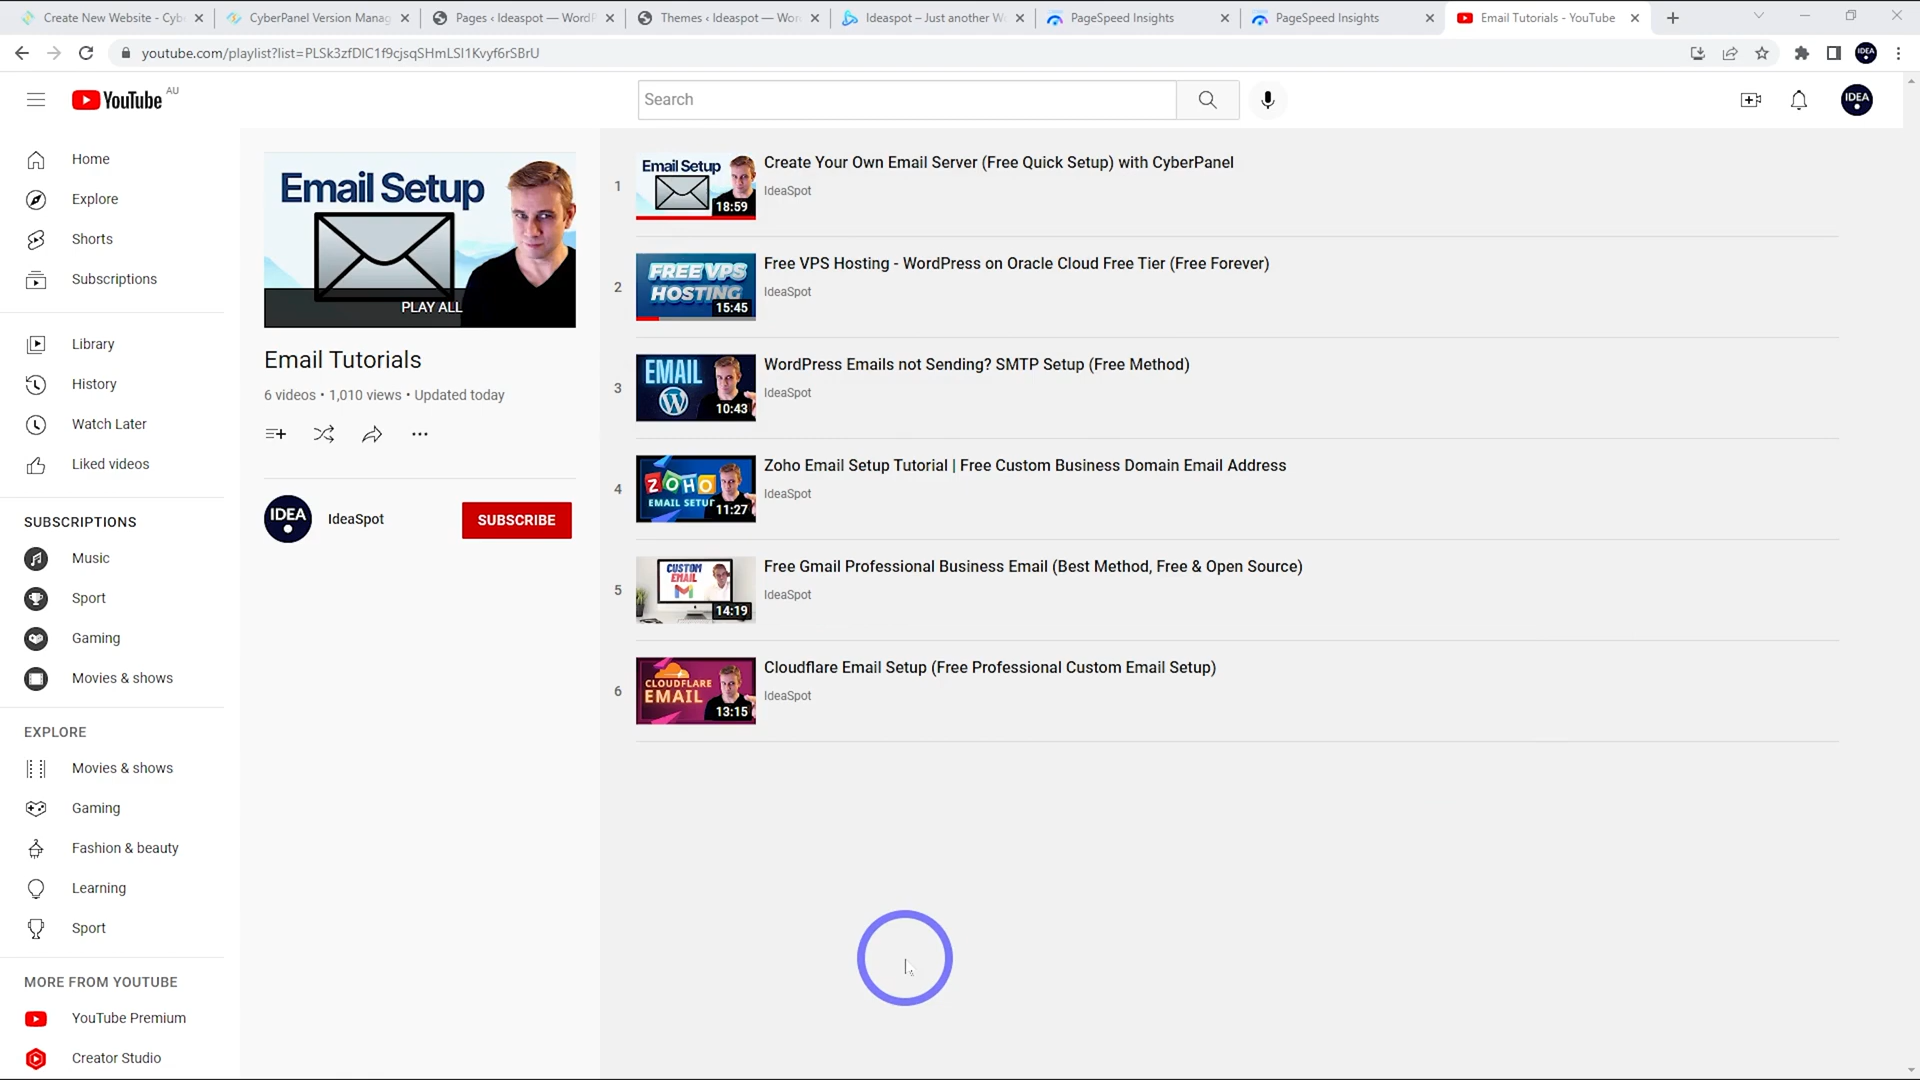 Create New Website - Cyb
CyberPanel Version Manag
Pages ‹ Ideaspot — WordP
Themes ‹ Ideaspot — Wor
Ideaspot – Just another W
PageSpeed Insights
PageSpeed Insights
Email Tutorials - YouTube
youtube.com/playlist?list=PLSk3zfDlC1f9cjsqSHmLSl1Kvyf6rSBrU
IDEA
YouTube AU
Search
IDEA
Home
Explore
Shorts
Subscriptions
Library
History
Watch Later
Liked videos
SUBSCRIPTIONS
Music
Sport
Gaming
Movies & shows
EXPLORE
Movies & shows
Gaming
Fashion & beauty
Learning
Sport
MORE FROM YOUTUBE
YouTube Premium
Creator Studio
Email Setup
PLAY ALL
Email Tutorials
6 videos • 1,010 views • Updated today
IDEA
IdeaSpot
SUBSCRIBE
1
Email Setup
18:59
Create Your Own Email Server (Free Quick Setup) with CyberPanel
IdeaSpot
2
FREE VPS
HOSTING
15:45
Free VPS Hosting - WordPress on Oracle Cloud Free Tier (Free Forever)
IdeaSpot
3
EMAIL
10:43
WordPress Emails not Sending? SMTP Setup (Free Method)
IdeaSpot
4
ZOHO
EMAIL SETUP
11:27
Zoho Email Setup Tutorial | Free Custom Business Domain Email Address
IdeaSpot
5
CUSTOM
EMAIL
14:19
Free Gmail Professional Business Email (Best Method, Free & Open Source)
IdeaSpot
6
CLOUDFLARE
EMAIL
13:15
Cloudflare Email Setup (Free Professional Custom Email Setup)
IdeaSpot